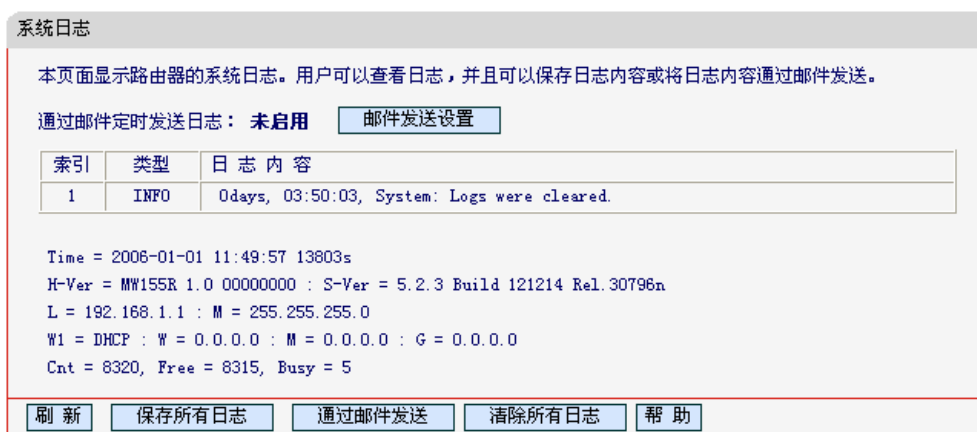 系统日志
本页面显示路由器的系统日志。用户可以查看日志，并且可以保存日志内容或将日志内容通过邮件发送。
通过邮件定时发送日志： 未启用 邮件发送设置
索引 类型 日 志 内 容
1 INFO 0days, 03:50:03, System: Logs were cleared.
Time = 2006-01-01 11:49:57 13803s
H-Ver = MW155R 1.0 00000000 : S-Ver = 5.2.3 Build 121214 Rel.30796n
L = 192.168.1.1 : M = 255.255.255.0
W1 = DHCP : W = 0.0.0.0 : M = 0.0.0.0 : G = 0.0.0.0
Cnt = 8320, Free = 8315, Busy = 5
刷 新 保存所有日志 通过邮件发送 清除所有日志 帮 助